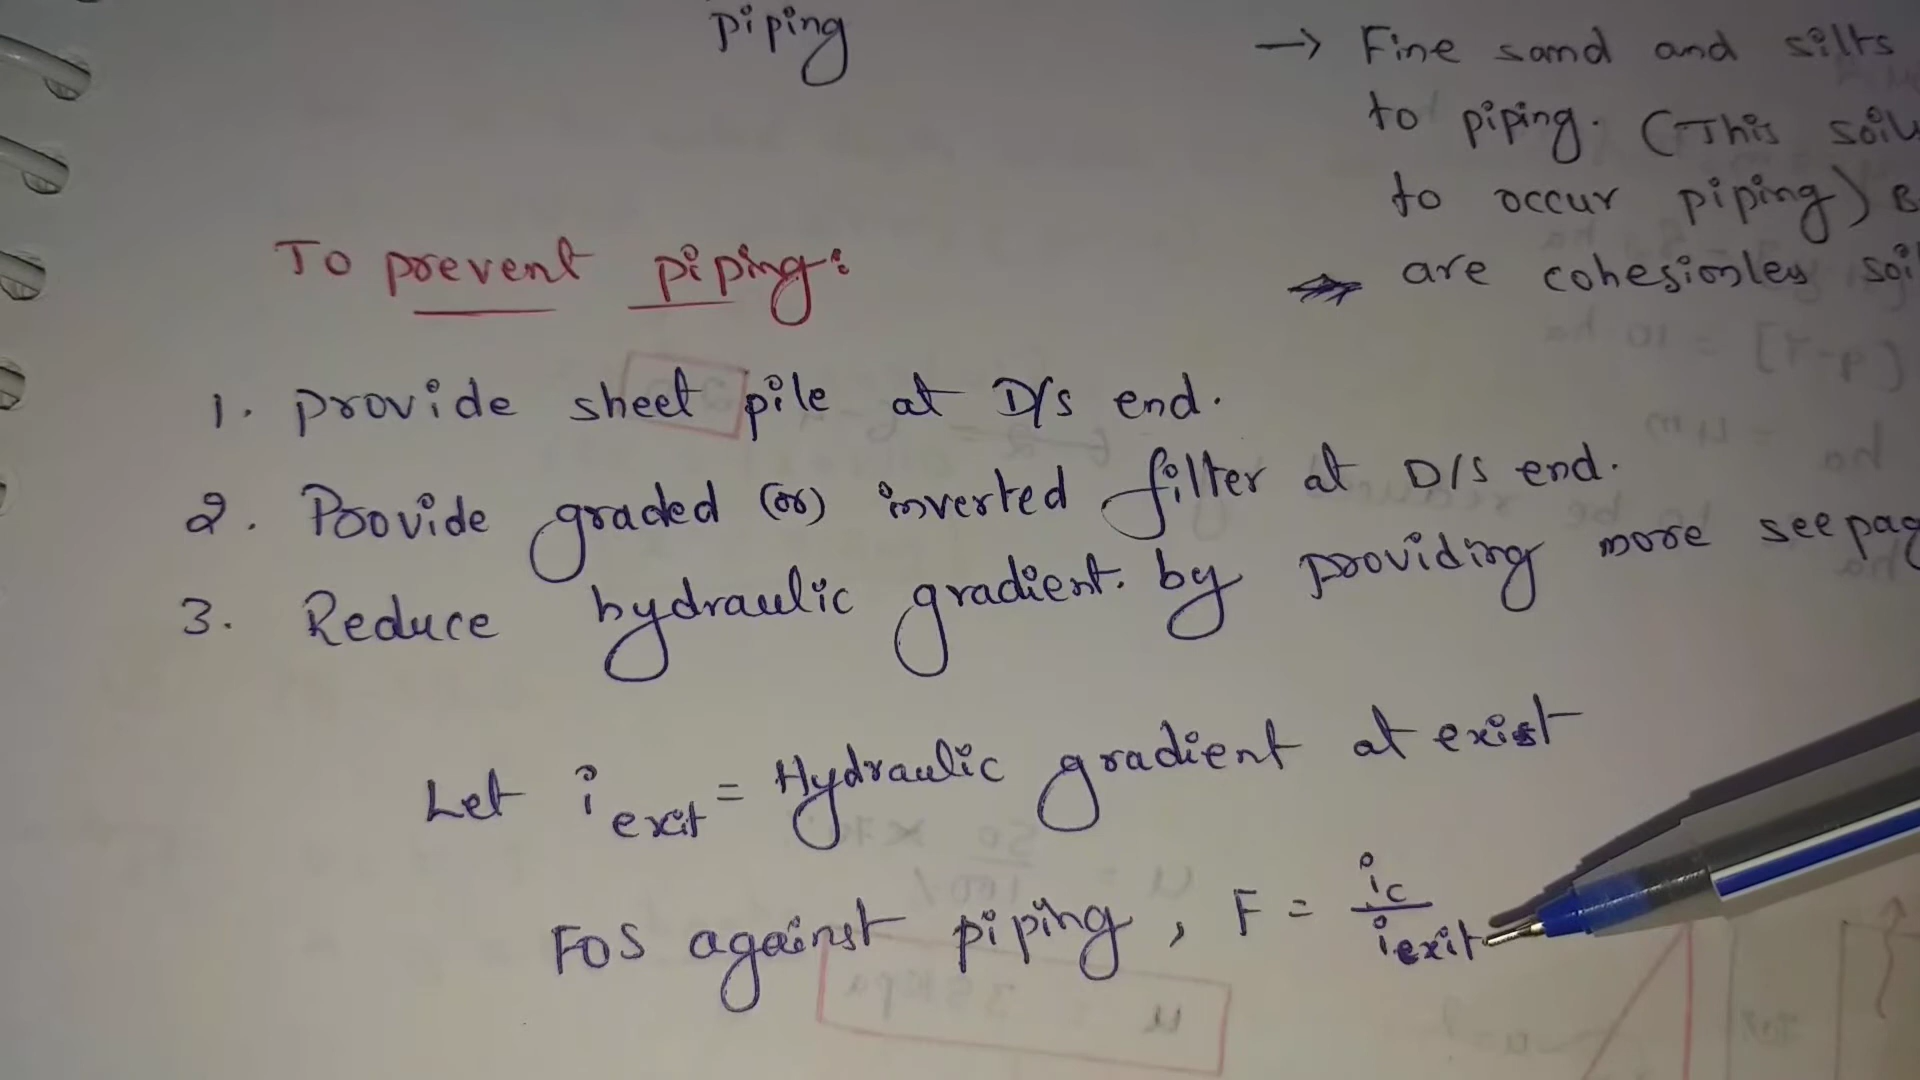 piping
→ Fine sand and silts
to piping. (This soil
to occur piping) B
are cohesionless soil
To prevent piping:
1. provide sheet pile at D/s end.
2. Provide graded (or) inverted filter at D/s end.
3. Reduce hydraulic gradient. by providing more seepag
Let i exit = Hydraulic gradient at exist
FOS against piping, F = ic / iexit